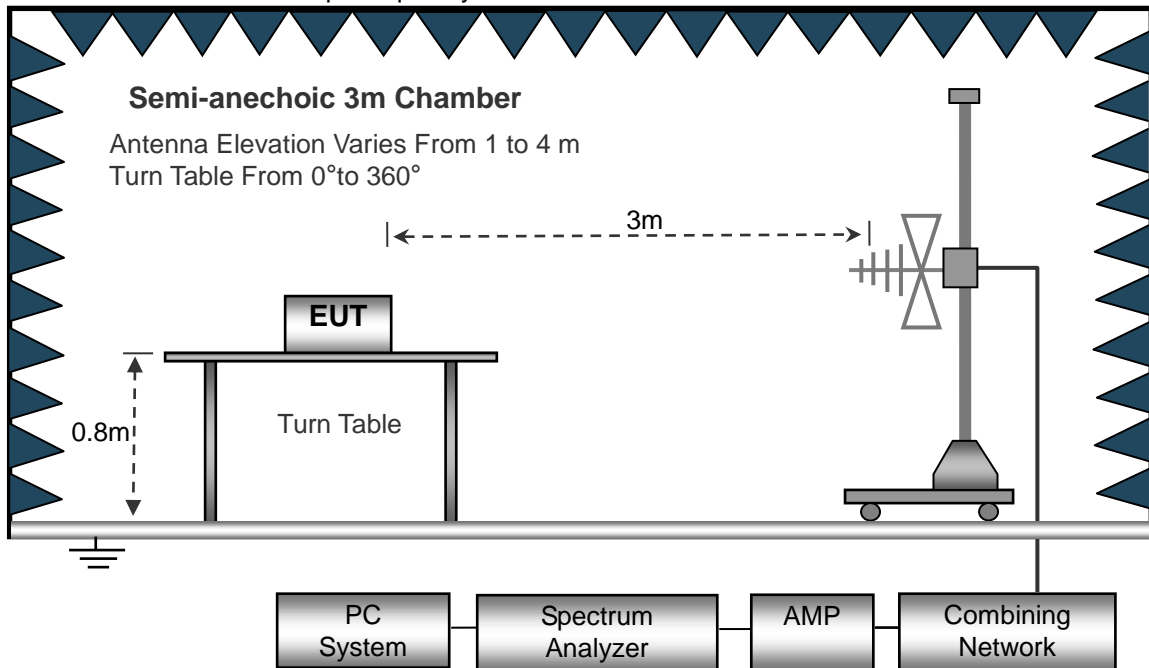 Semi-anechoic 3m Chamber
Antenna Elevation Varies From 1 to 4 m
Turn Table From 0°to 360°
3m
EUT
0.8m
Turn Table
PC
System
Spectrum
Analyzer
AMP
Combining
Network